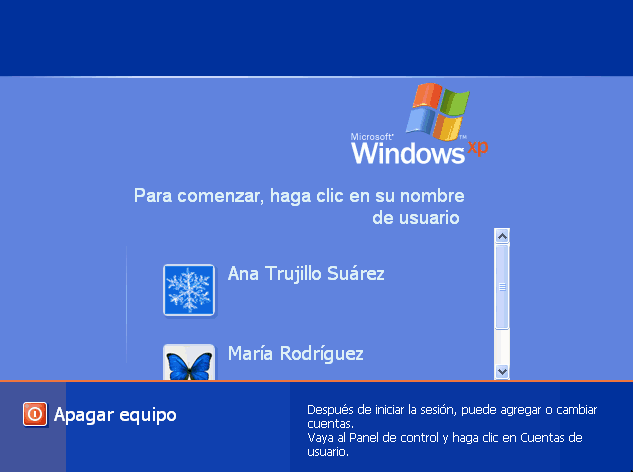 Microsoft®
Windows xp™
Para comenzar, haga clic en su nombre
de usuario
Ana Trujillo Suárez
María Rodríguez
Apagar equipo
Después de iniciar la sesión, puede agregar o cambiar
cuentas.
Vaya al Panel de control y haga clic en Cuentas de
usuario.